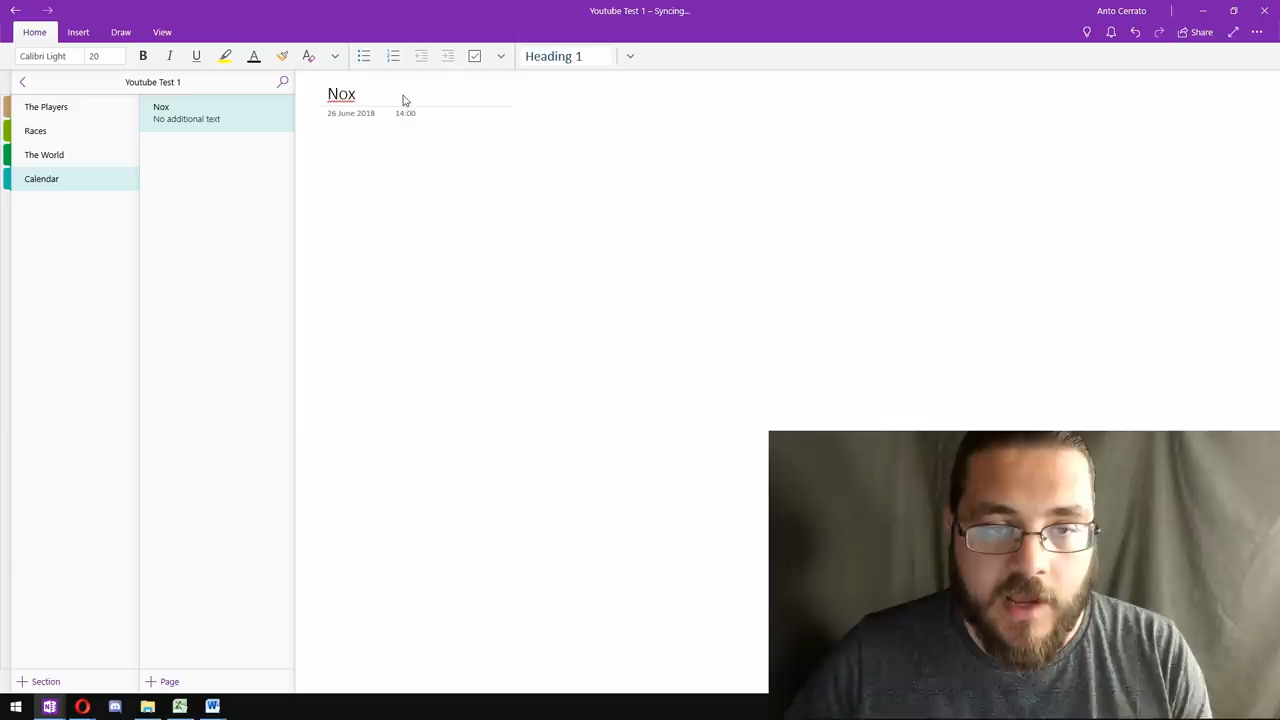 Youtube Test 1 – Syncing...
Anto Cerrato
Home
Insert
Draw
View
Share
Calibri Light
20
B
I
U
A
A
Heading 1
Youtube Test 1
The Players
Races
The World
Calendar
Nox
No additional text
Nox
26 June 2018 14:00
+ Section
+ Page